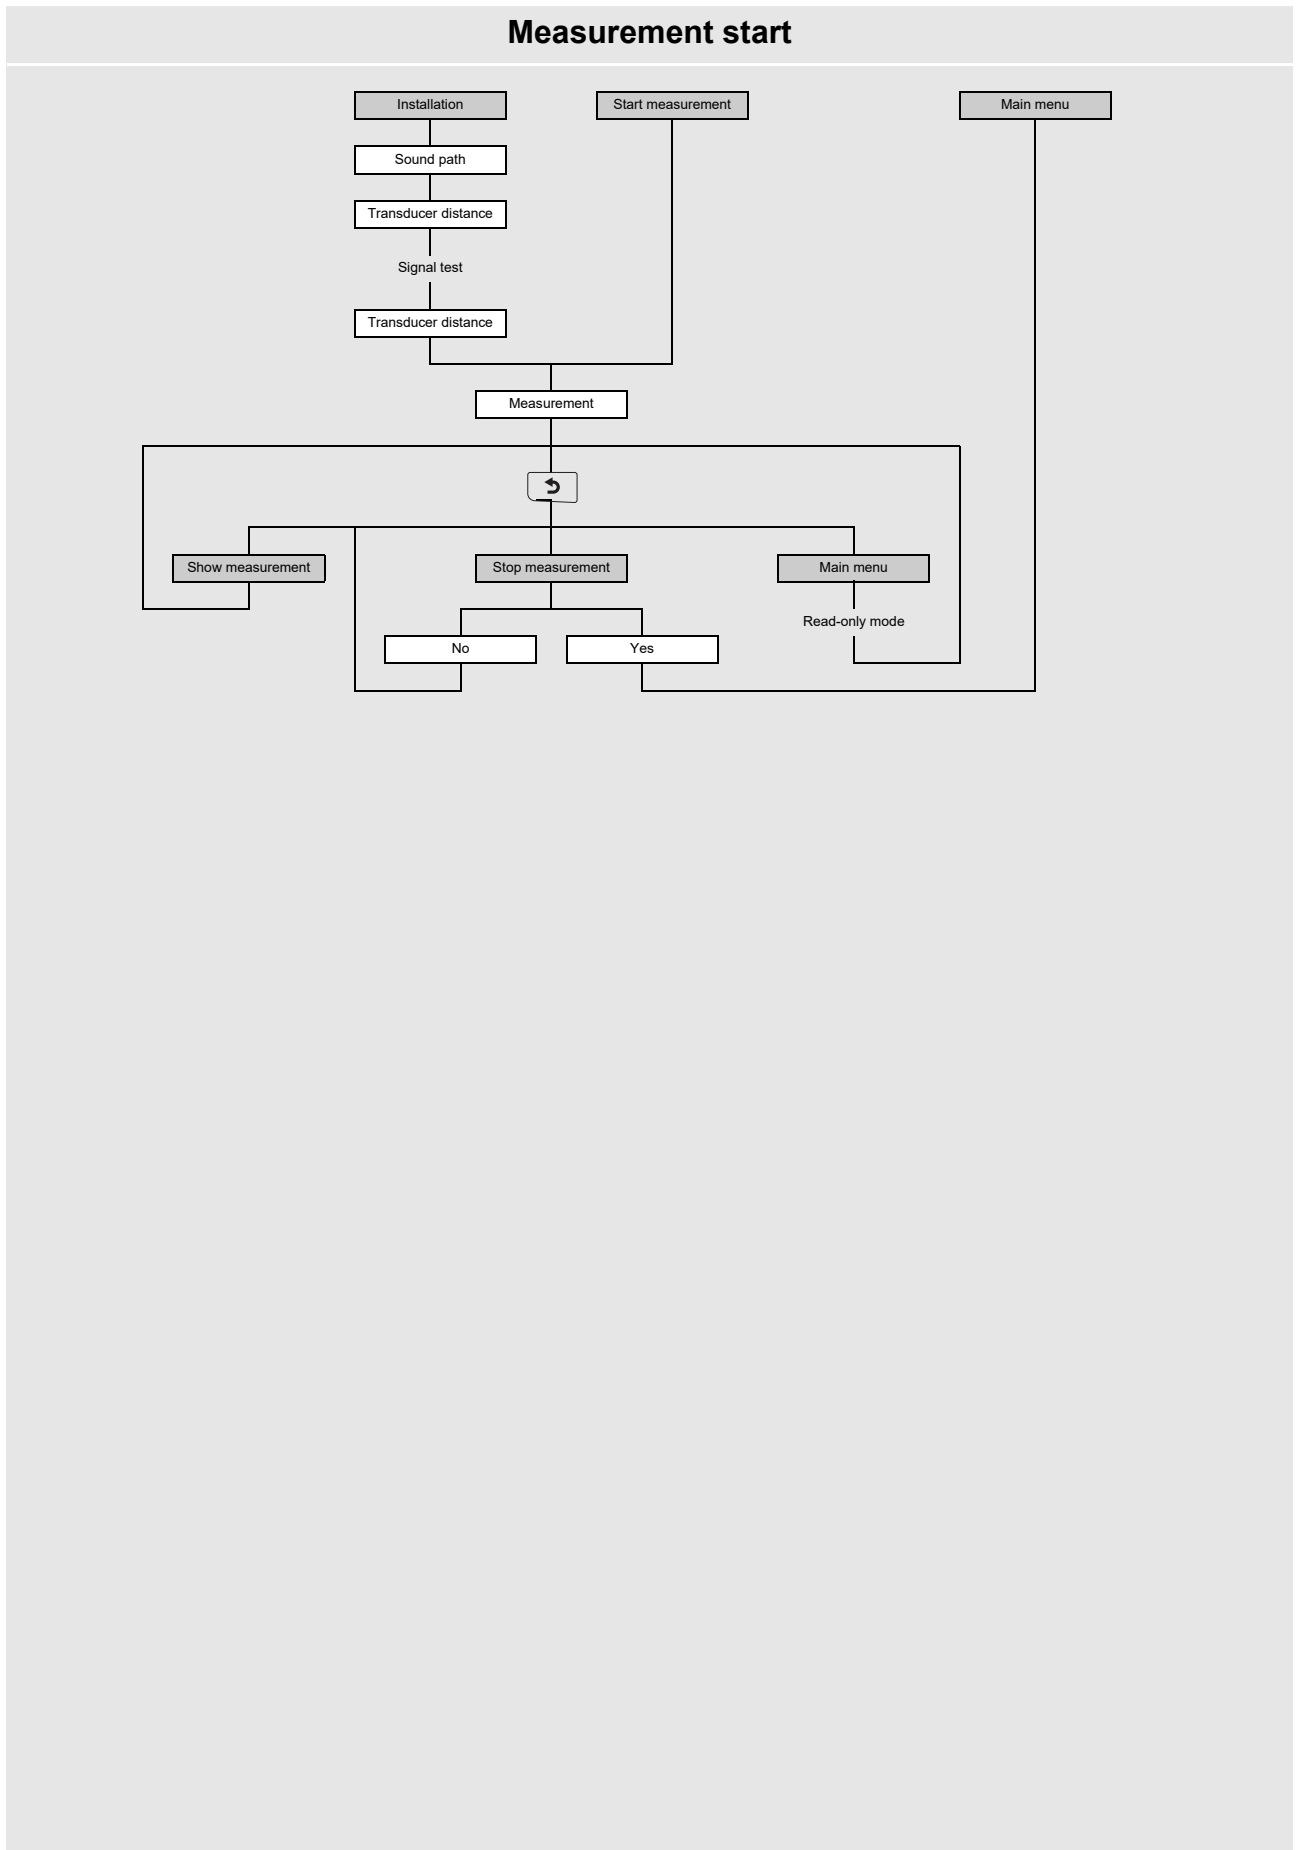 Measurement start
Installation
Start measurement
Main menu
Sound path
Transducer distance
Signal test
Transducer distance
Measurement
Show measurement
Stop measurement
Main menu
Read-only mode
No
Yes